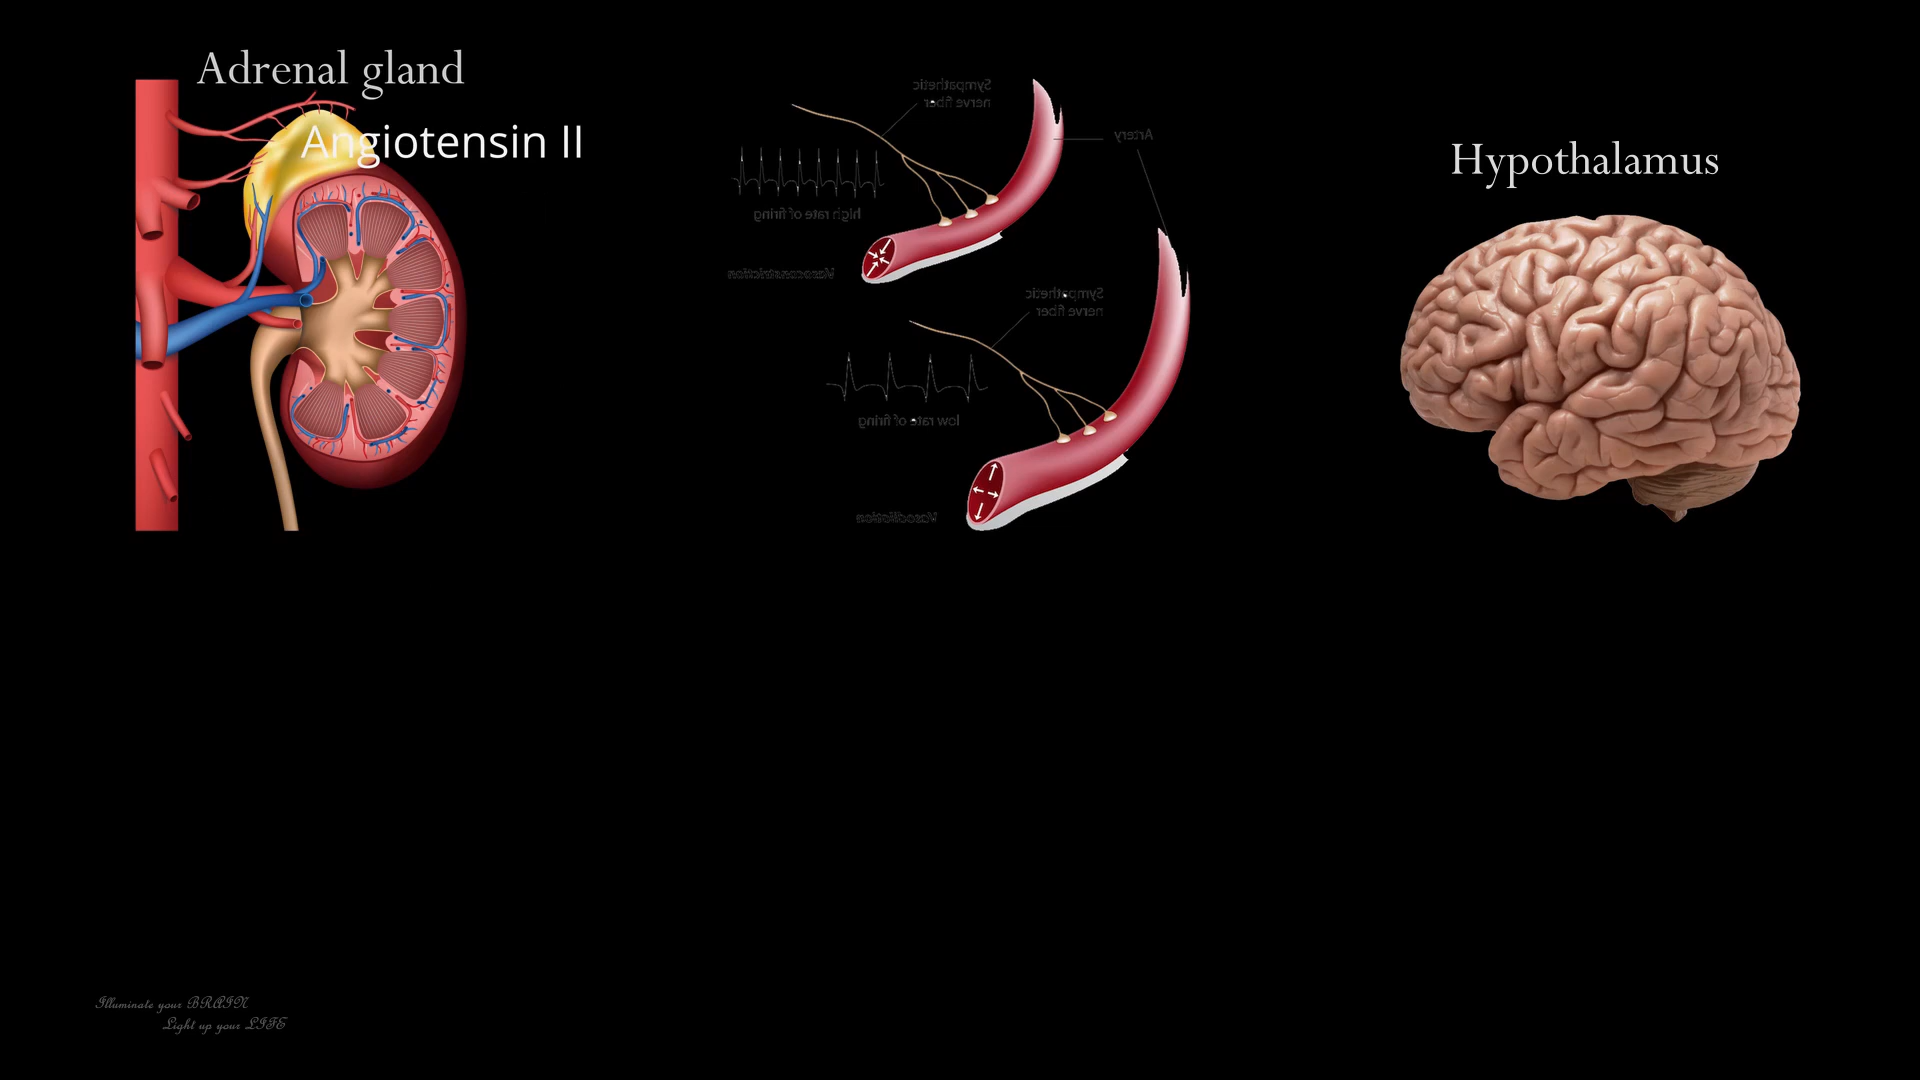 Adrenal gland
Angiotensin II
Sympathetic
nerve fiber
Artery
high rate of firing
Vasoconstriction
Sympathetic
nerve fiber
low rate of firing
Vasodilation
Hypothalamus
Illuminate your BRAIN
Light up your LIFE